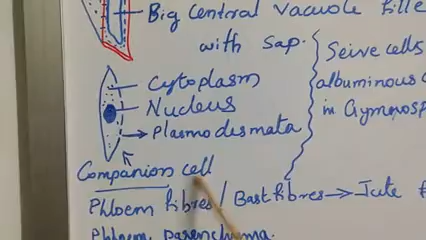 Big Central Vacuole fille
with Sap.
Seive cells
albuminous c
in Gymnosp
Cytoplasm
Nucleus
Plasmodesmata
Companion cell
Phloem fibres / Bast fibres → Jute f
Phloem parenchyma.